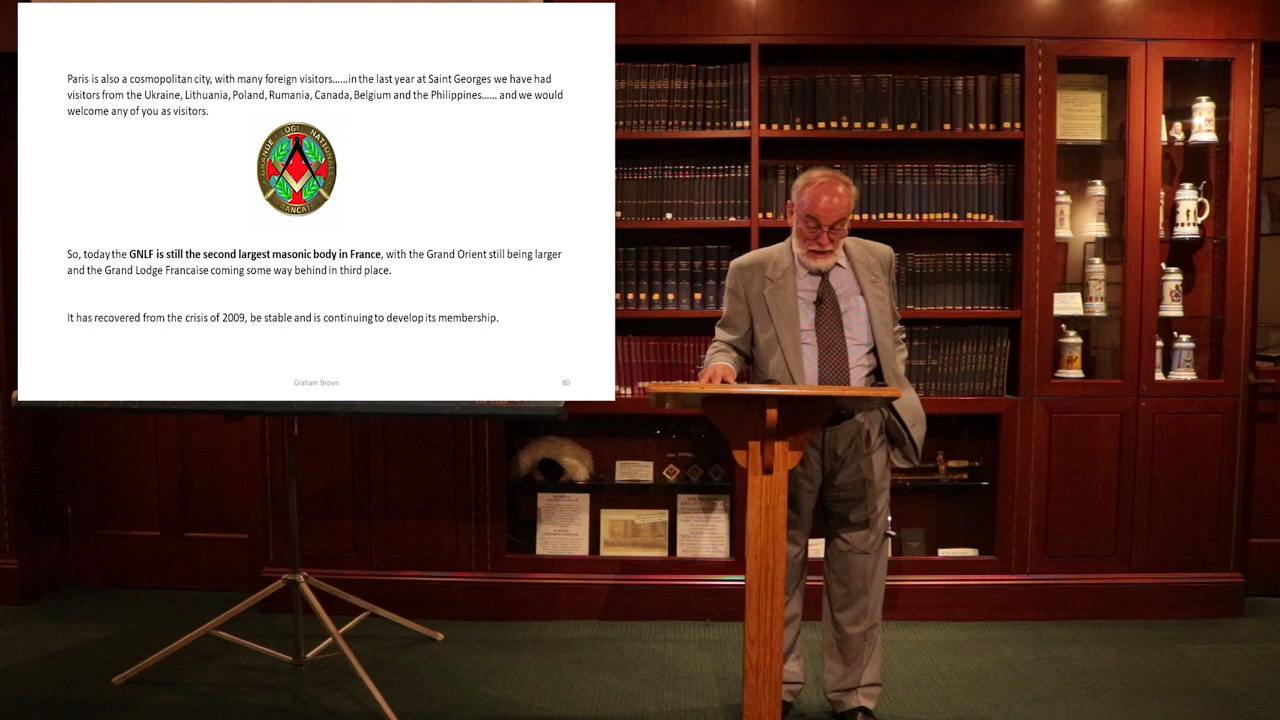 Paris is also a cosmopolitan city, with many foreign visitors......in the last year at Saint Georges we have had
visitors from the Ukraine, Lithuania, Poland, Rumania, Canada, Belgium and the Philippines...... and we would
welcome any of you as visitors.
GRANDE LOGE NATIONALE
FRANCAISE
So, today the GNLF is still the second largest masonic body in France, with the Grand Orient still being larger
and the Grand Lodge Francaise coming some way behind in third place.
It has recovered from the crisis of 2009, be stable and is continuing to develop its membership.
Graham Brown
80